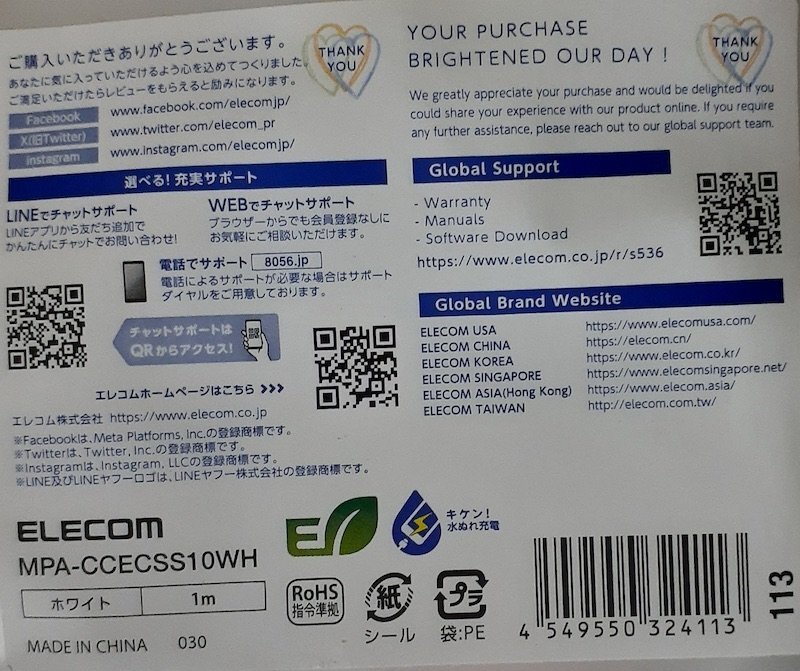 ご購入いただきありがとうございます。
あなたに気に入っていただけるよう心を込めてつくりました。
ご満足いただけたらレビューをもらえると励みになります。
THANK YOU
Facebook www.facebook.com/elecomjp/
X(旧Twitter) www.twitter.com/elecom_pr
instagram www.instagram.com/elecomjp/
選べる!充実サポート
LINEでチャットサポート
LINEアプリから友だち追加で
かんたんにチャットでお問い合わせ!
WEBでチャットサポート
ブラウザーからでも会員登録なしに
お気軽にご相談いただけます。
電話でサポート 8056.jp
電話によるサポートが必要な場合はサポート
ダイヤルをご用意しております。
チャットサポートは
QRからアクセス!
エレコムホームページはこちら >>>
エレコム株式会社 https://www.elecom.co.jp
※Facebookは、Meta Platforms, Inc.の登録商標です。
※Twitterは、Twitter, Inc.の登録商標です。
※Instagramは、Instagram, LLCの登録商標です。
※LINE及びLINEヤフーロゴは、LINEヤフー株式会社の登録商標です。
YOUR PURCHASE
BRIGHTENED OUR DAY !
THANK YOU
We greatly appreciate your purchase and would be delighted if you
could share your experience with our product online. If you require
any further assistance, please reach out to our global support team.
Global Support
- Warranty
- Manuals
- Software Download
https://www.elecom.co.jp/r/s536
Global Brand Website
ELECOM USA https://www.elecomusa.com/
ELECOM CHINA https://elecom.cn/
ELECOM KOREA https://www.elecom.co.kr/
ELECOM SINGAPORE https://www.elecomsingapore.net/
ELECOM ASIA(Hong Kong) https://www.elecom.asia/
ELECOM TAIWAN http://elecom.com.tw/
ELECOM
MPA-CCECSS10WH
ホワイト 1m
MADE IN CHINA 030
E
キケン!
水ぬれ充電
RoHS
指令準拠
紙
シール
プラ
袋:PE
4 549550 324113
113